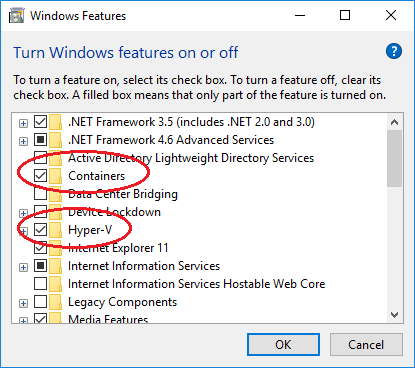 Windows Features
Turn Windows features on or off
?
To turn a feature on, select its check box. To turn a feature off, clear its
check box. A filled box means that only part of the feature is turned on.
.NET Framework 3.5 (includes .NET 2.0 and 3.0)
.NET Framework 4.6 Advanced Services
Active Directory Lightweight Directory Services
Containers
Data Center Bridging
Device Lockdown
Hyper-V
Internet Explorer 11
Internet Information Services
Internet Information Services Hostable Web Core
Legacy Components
Media Features
OK
Cancel